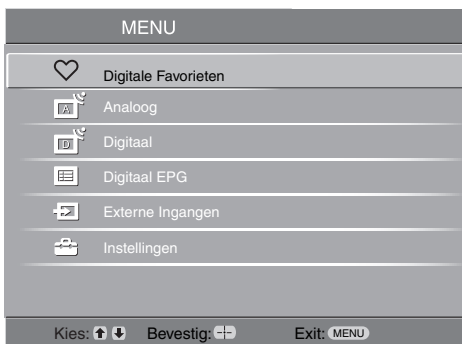 MENU
Digitale Favorieten
A Analoog
D Digitaal
Digitaal EPG
Externe Ingangen
Instellingen
Kies: Bevestig: Exit: MENU